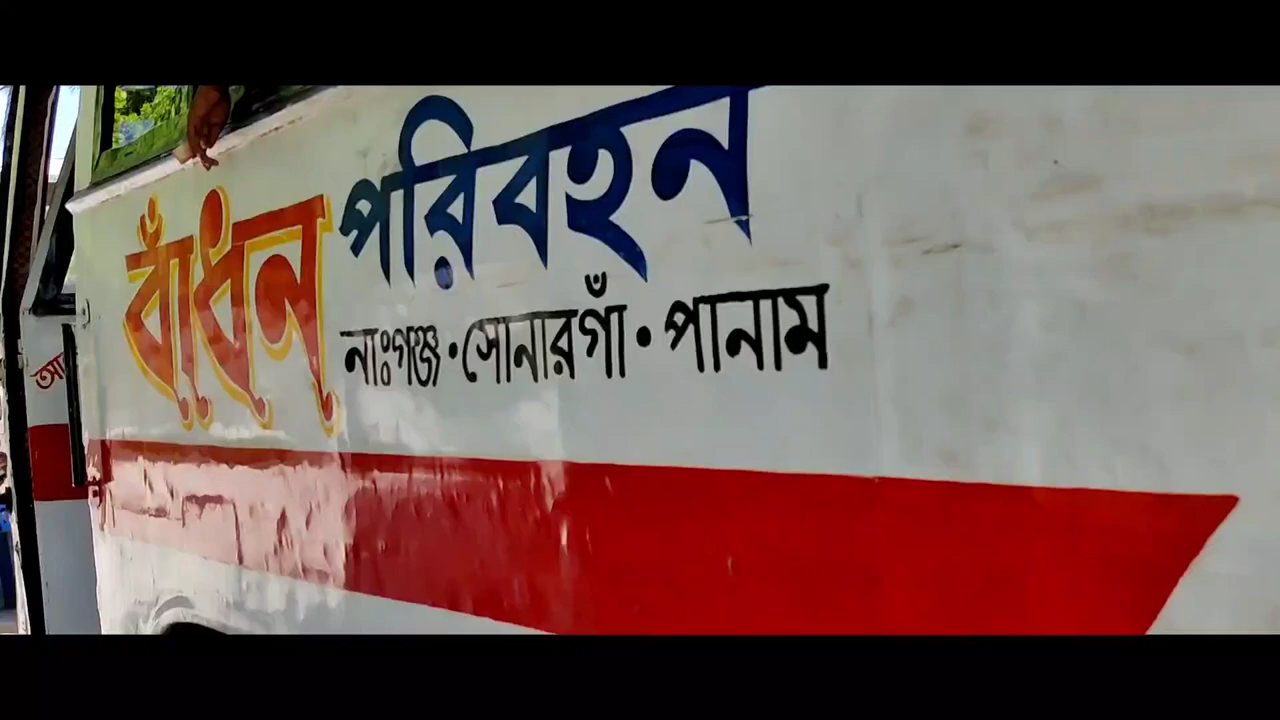 বাঁধন পরিবহন
নাঃগঞ্জ • সোনারগাঁ • পানাম
আ